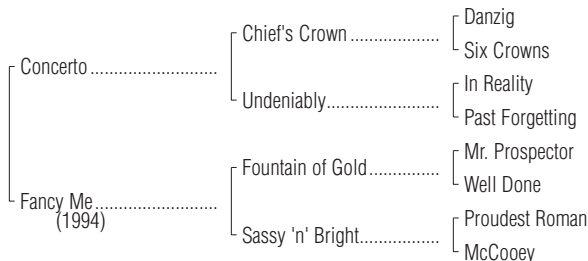 Danzig
Chief's Crown ....................
Six Crowns
Concerto ............................
In Reality
Undeniably.........................
Past Forgetting
Mr. Prospector
Fountain of Gold ...............
Well Done
Fancy Me ...........................
(1994)
Proudest Roman
Sassy 'n' Bright..................
McCooey